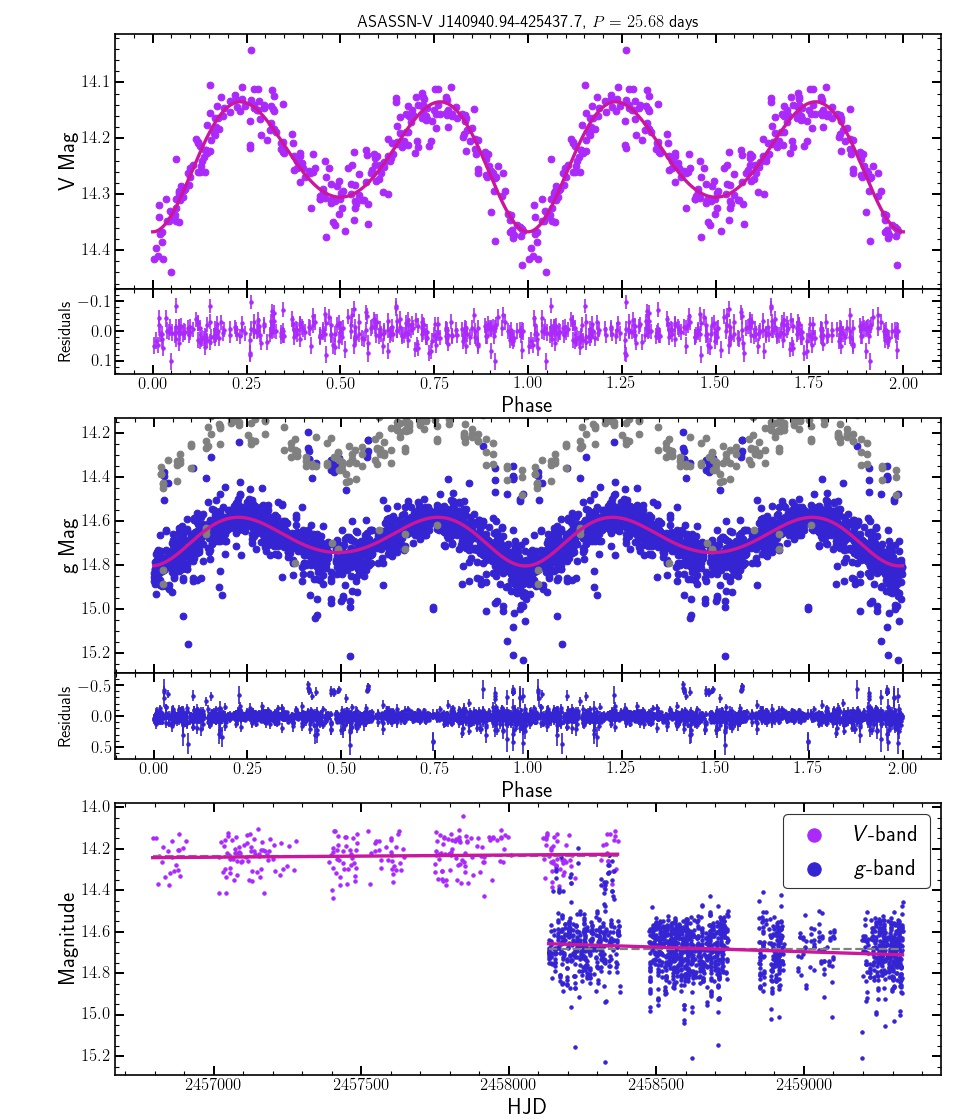 ASASSN-V J140940.94-425437.7, P = 25.68 days
V Mag
14.1
14.2
14.3
14.4
Residuals
−0.1
0.0
0.1
0.00 0.25 0.50 0.75 1.00 1.25 1.50 1.75 2.00
Phase
g Mag
14.2
14.4
14.6
14.8
15.0
15.2
Residuals
−0.5
0.0
0.5
0.00 0.25 0.50 0.75 1.00 1.25 1.50 1.75 2.00
Phase
Magnitude
14.0
14.2
14.4
14.6
14.8
15.0
15.2
V-band
g-band
2457000 2457500 2458000 2458500 2459000
HJD